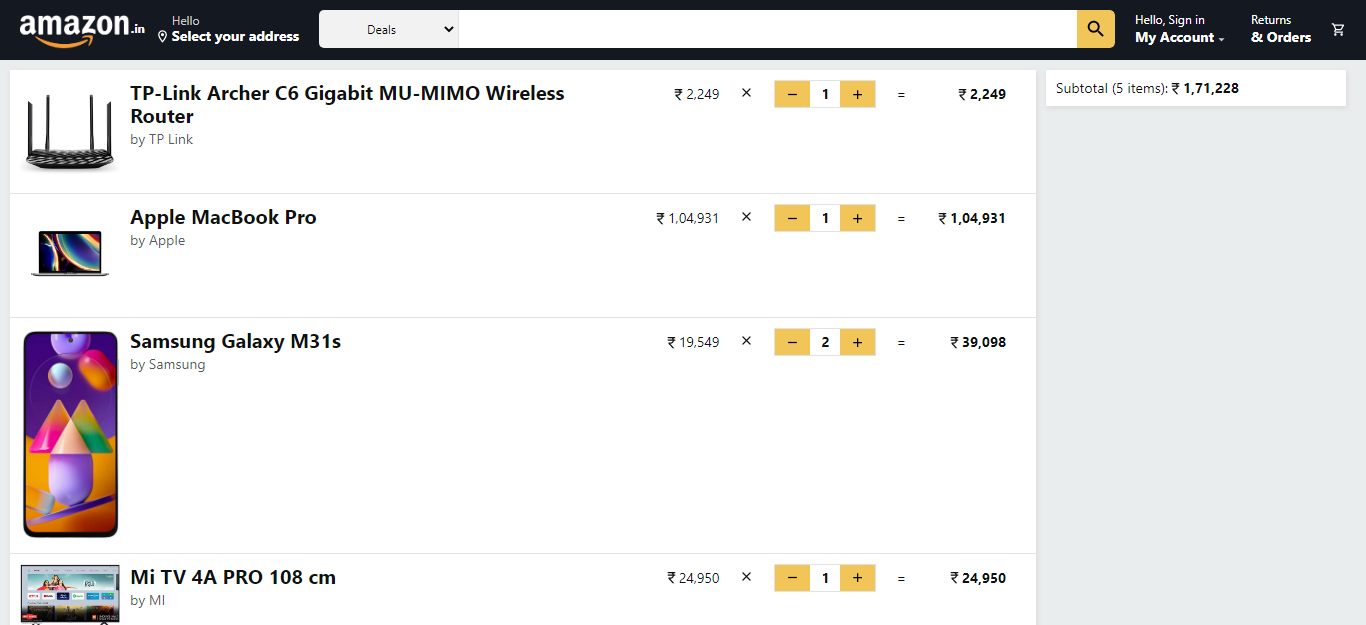 amazon.in
Hello
Select your address
Deals
Hello, Sign in
My Account
Returns
& Orders
TP-Link Archer C6 Gigabit MU-MIMO Wireless
Router
by TP Link
₹ 2,249 × − 1 + = ₹ 2,249
Subtotal (5 items): ₹ 1,71,228
Apple MacBook Pro
by Apple
₹ 1,04,931 × − 1 + = ₹ 1,04,931
Samsung Galaxy M31s
by Samsung
₹ 19,549 × − 2 + = ₹ 39,098
Mi TV 4A PRO 108 cm
by MI
₹ 24,950 × − 1 + = ₹ 24,950